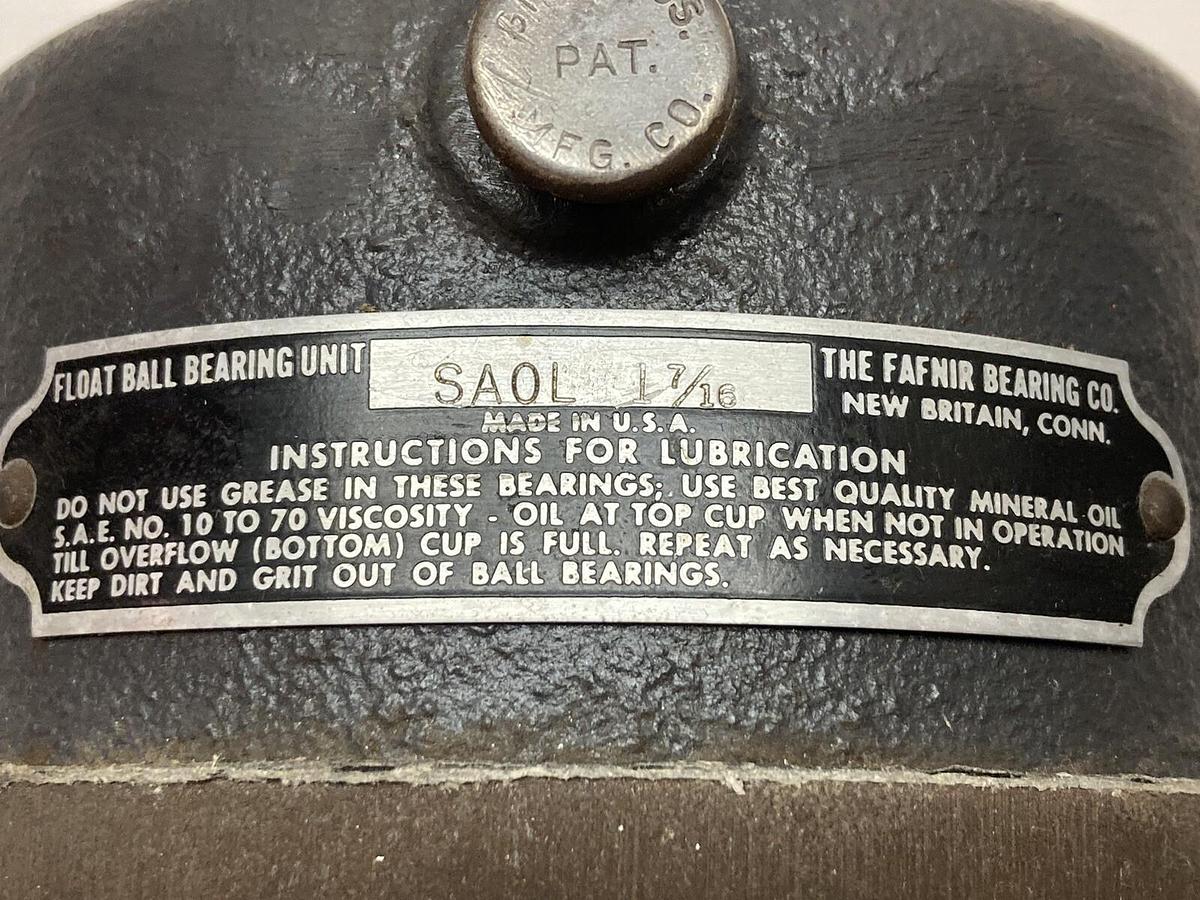 PAT.
MFG. CO.
FLOAT BALL BEARING UNIT
SAOL 1 7/16
THE FAFNIR BEARING CO.
NEW BRITAIN, CONN.
MADE IN U.S.A.
INSTRUCTIONS FOR LUBRICATION
DO NOT USE GREASE IN THESE BEARINGS; USE BEST QUALITY MINERAL OIL
S.A.E. NO. 10 TO 70 VISCOSITY - OIL AT TOP CUP WHEN NOT IN OPERATION
TILL OVERFLOW (BOTTOM) CUP IS FULL. REPEAT AS NECESSARY.
KEEP DIRT AND GRIT OUT OF BALL BEARINGS.